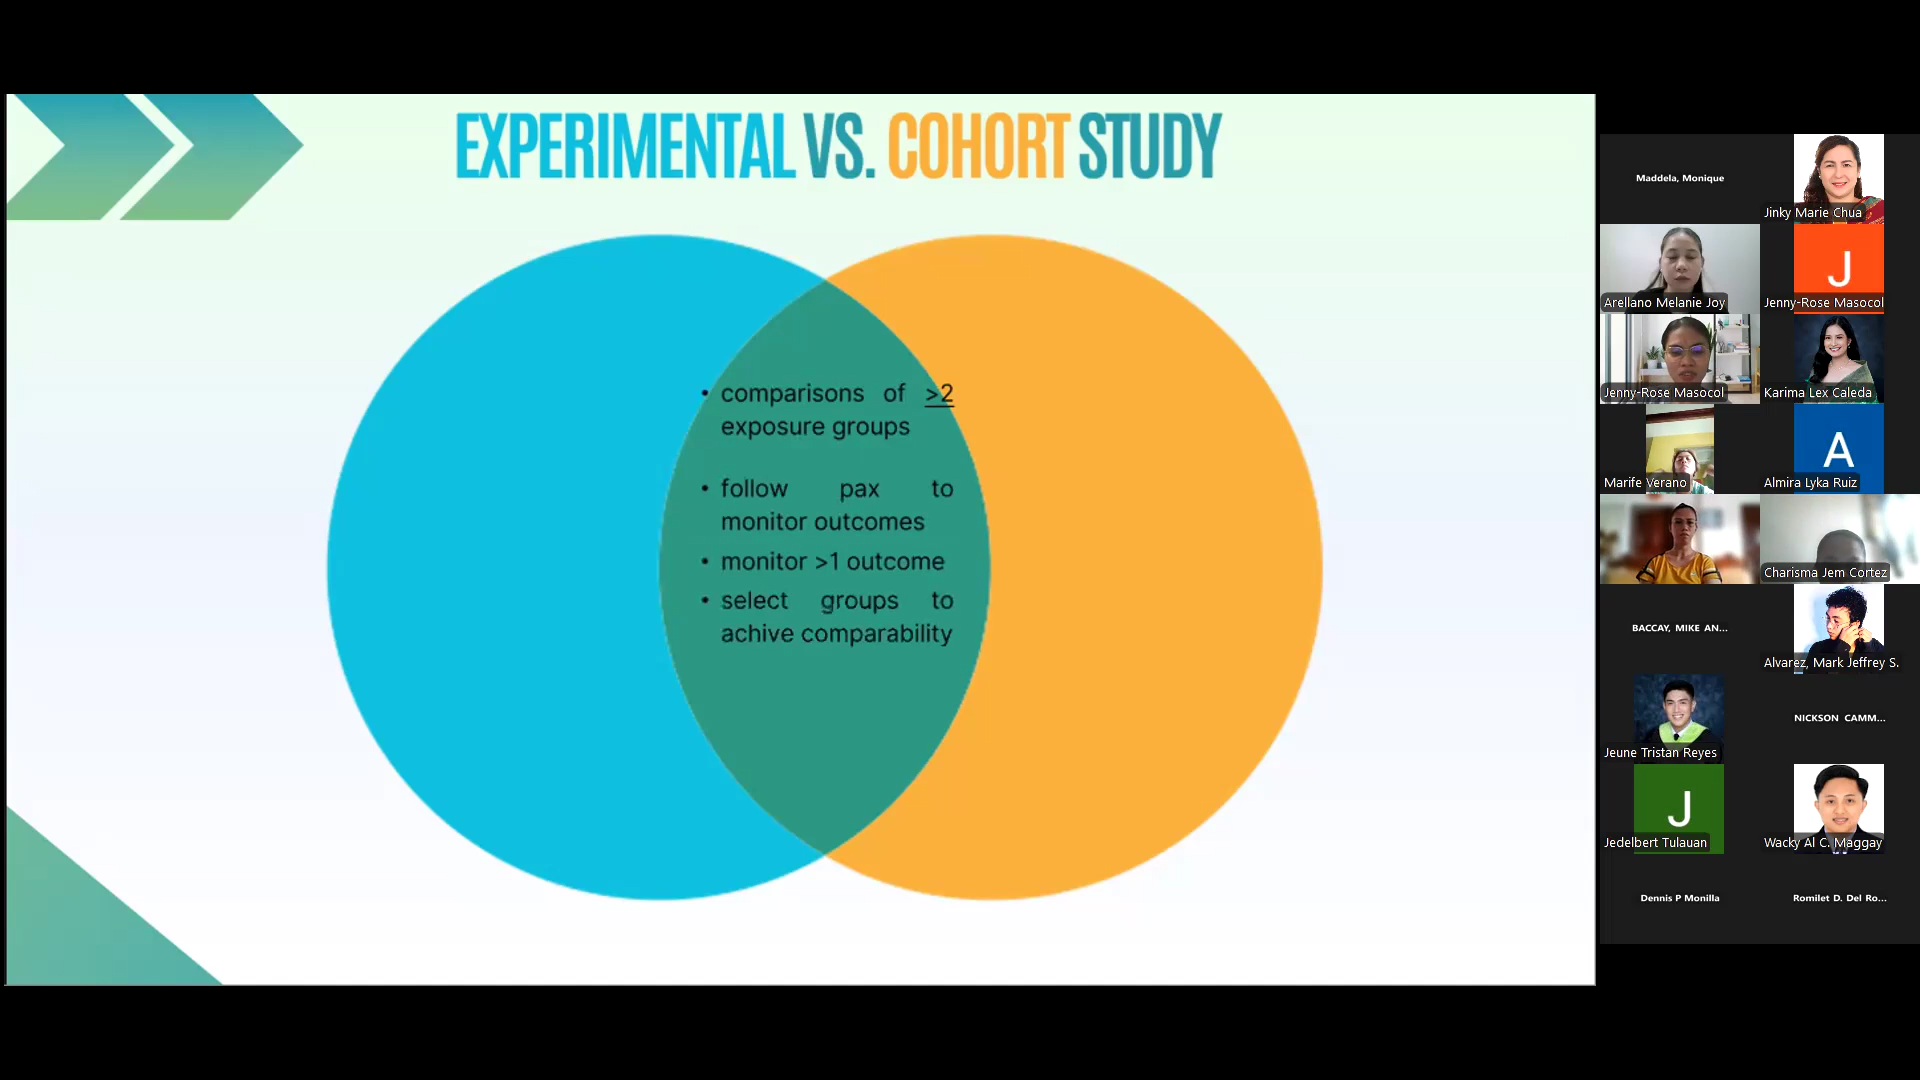 EXPERIMENTAL VS. COHORT STUDY
• comparisons of >2
exposure groups
• follow pax to
monitor outcomes
• monitor >1 outcome
• select groups to
achive comparability
Maddela, Monique
Jinky Marie Chua
Arellano Melanie Joy
Jenny-Rose Masocol
Jenny-Rose Masocol
Karima Lex Caleda
Marife Verano
A
Almira Lyka Ruiz
J
Charisma Jem Cortez
BACCAY, MIKE AN...
Alvarez, Mark Jeffrey S.
Jeune Tristan Reyes
NICKSON CAMM...
J
Jedelbert Tulauan
Wacky Al C. Maggay
Dennis P Monilla
Romilet D. Del Ro...